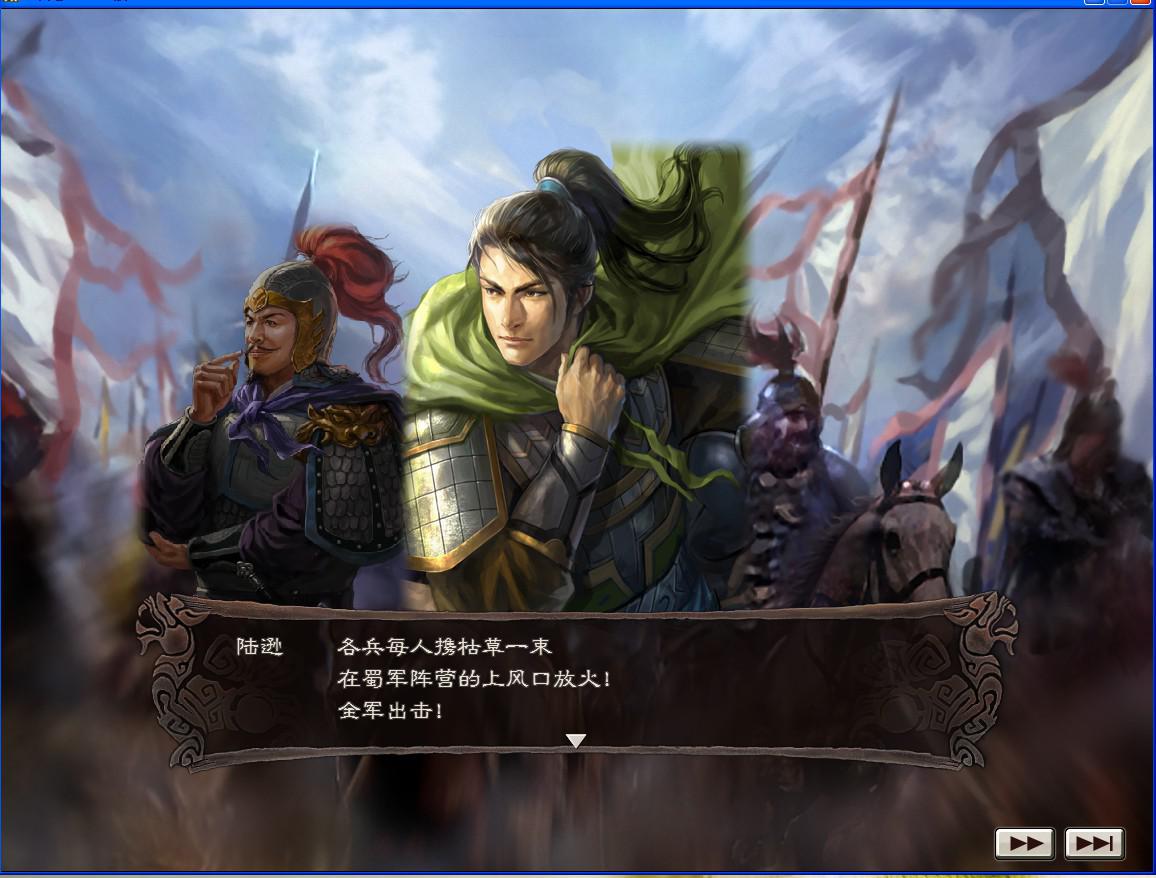 陆逊
各兵每人携枯草一束
在蜀军阵营的上风口放火！
全军出击！